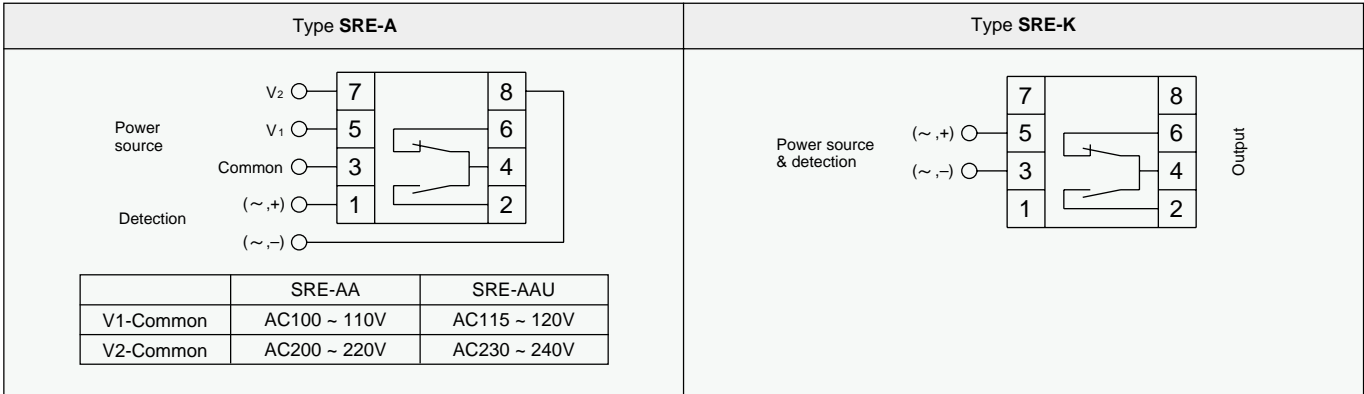 Type SRE-A
V2 7 8
Power source
V1 5 6
Common 3 4
Detection
(~,+) 1 2
(~,–)
SRE-AA SRE-AAU
V1-Common AC100 ~ 110V AC115 ~ 120V
V2-Common AC200 ~ 220V AC230 ~ 240V
Type SRE-K
7 8
Power source
& detection
(~,+) 5 6
(~,–) 3 4
1 2
Output